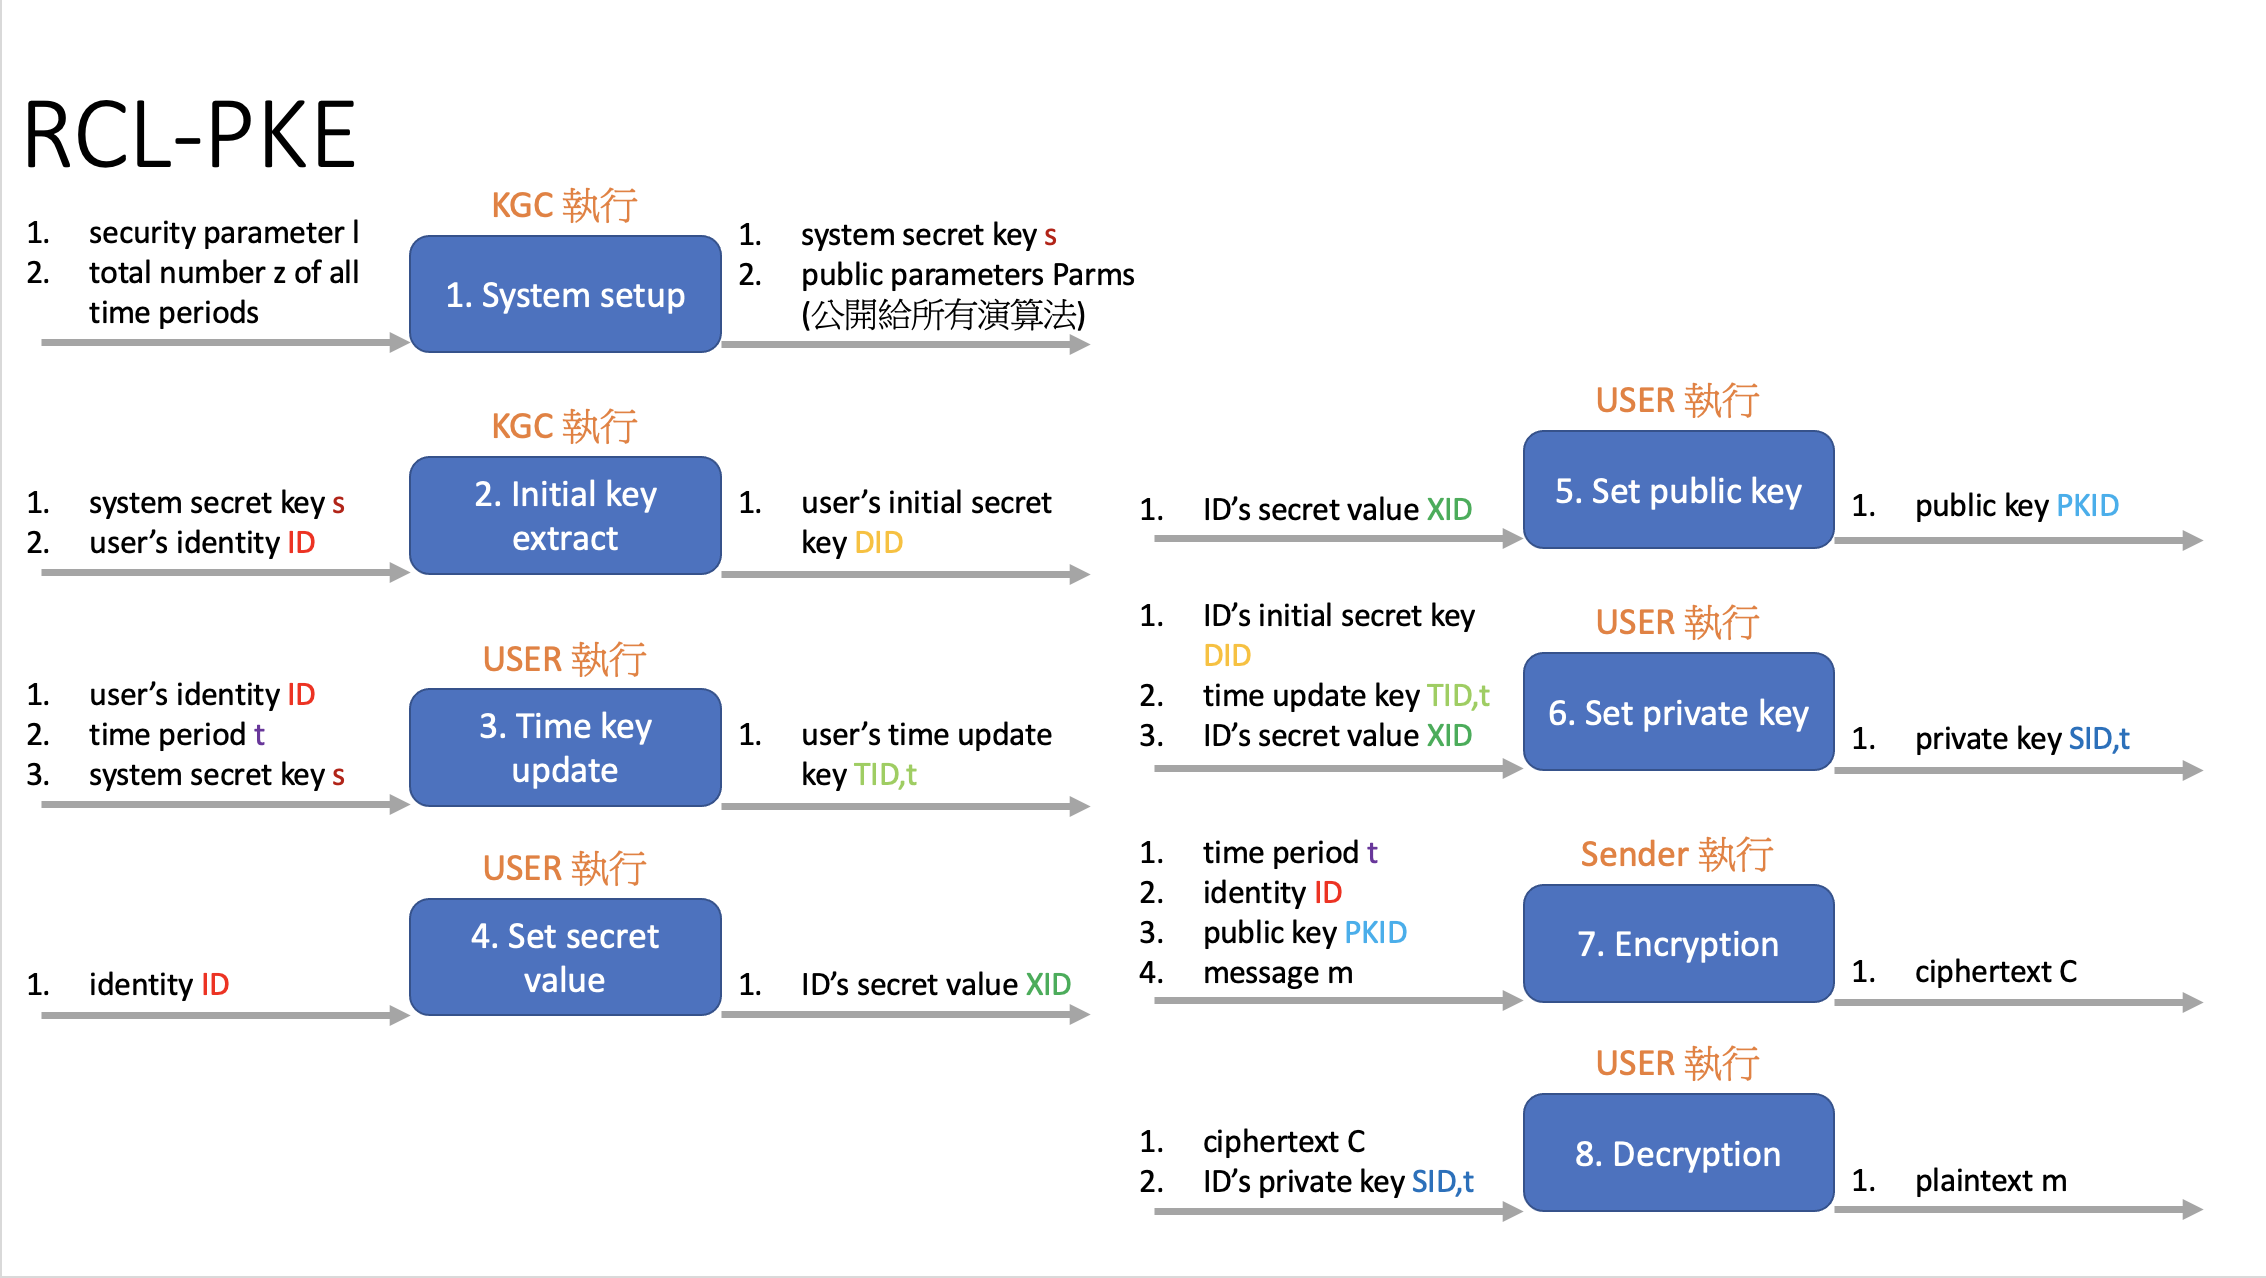 RCL-PKE
KGC 執行
1. security parameter l
2. total number z of all
time periods
1. System setup
1. system secret key s
2. public parameters Parms
(公開給所有演算法)
KGC 執行
1. system secret key s
2. user's identity ID
2. Initial key
extract
1. user's initial secret
key DID
USER 執行
1. user's identity ID
2. time period t
3. system secret key s
3. Time key
update
1. user's time update
key TID,t
USER 執行
1. identity ID
4. Set secret
value
1. ID's secret value XID
USER 執行
1. ID's secret value XID
5. Set public key
1. public key PKID
USER 執行
1. ID's initial secret key
DID
2. time update key TID,t
3. ID's secret value XID
6. Set private key
1. private key SID,t
Sender 執行
1. time period t
2. identity ID
3. public key PKID
4. message m
7. Encryption
1. ciphertext C
USER 執行
1. ciphertext C
2. ID's private key SID,t
8. Decryption
1. plaintext m